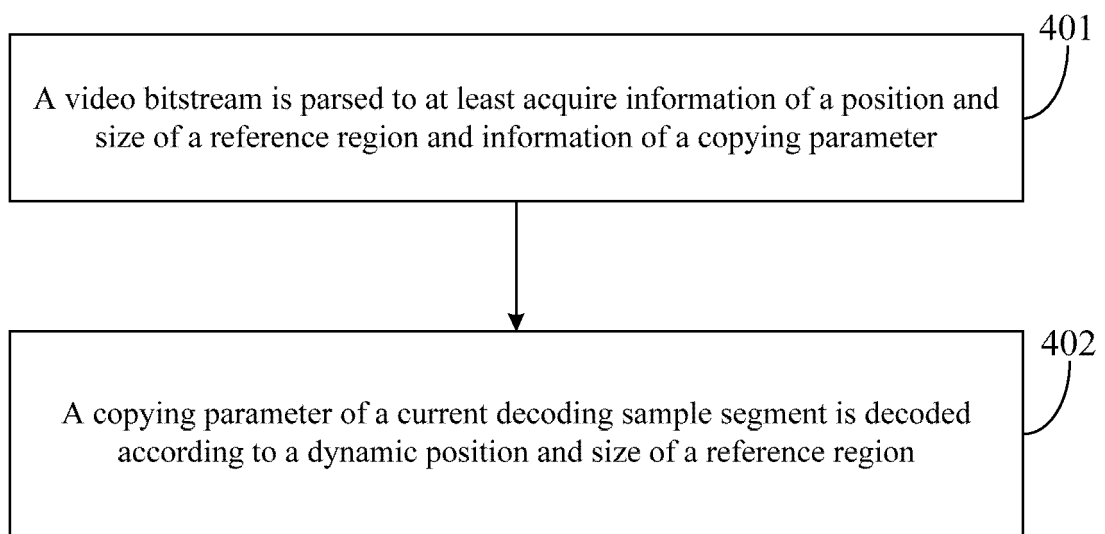 401
A video bitstream is parsed to at least acquire information of a position and
size of a reference region and information of a copying parameter
402
A copying parameter of a current decoding sample segment is decoded
according to a dynamic position and size of a reference region